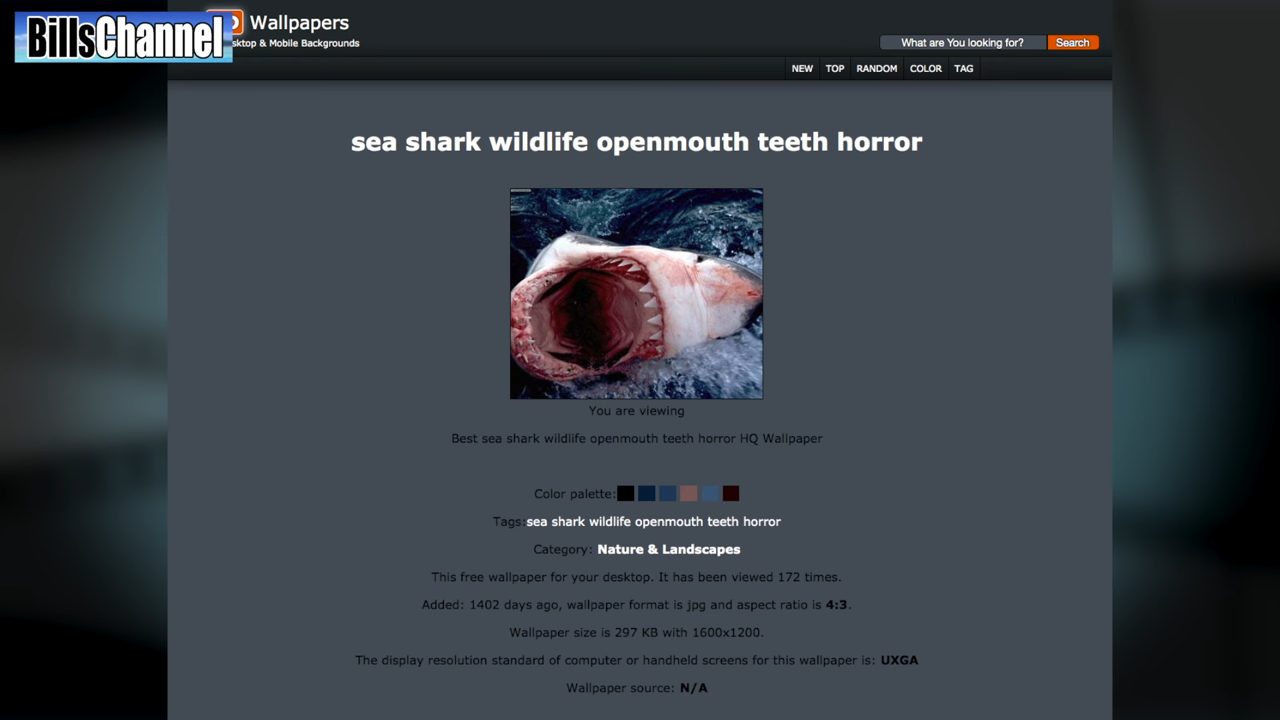 BillsChannel
Wallpapers
Desktop & Mobile Backgrounds
What are You looking for?
Search
NEW
TOP
RANDOM
COLOR
TAG
sea shark wildlife openmouth teeth horror
You are viewing
Best sea shark wildlife openmouth teeth horror HQ Wallpaper
Color palette:
Tags:sea shark wildlife openmouth teeth horror
Category: Nature & Landscapes
This free wallpaper for your desktop. It has been viewed 172 times.
Added: 1402 days ago, wallpaper format is jpg and aspect ratio is 4:3.
Wallpaper size is 297 KB with 1600x1200.
The display resolution standard of computer or handheld screens for this wallpaper is: UXGA
Wallpaper source: N/A